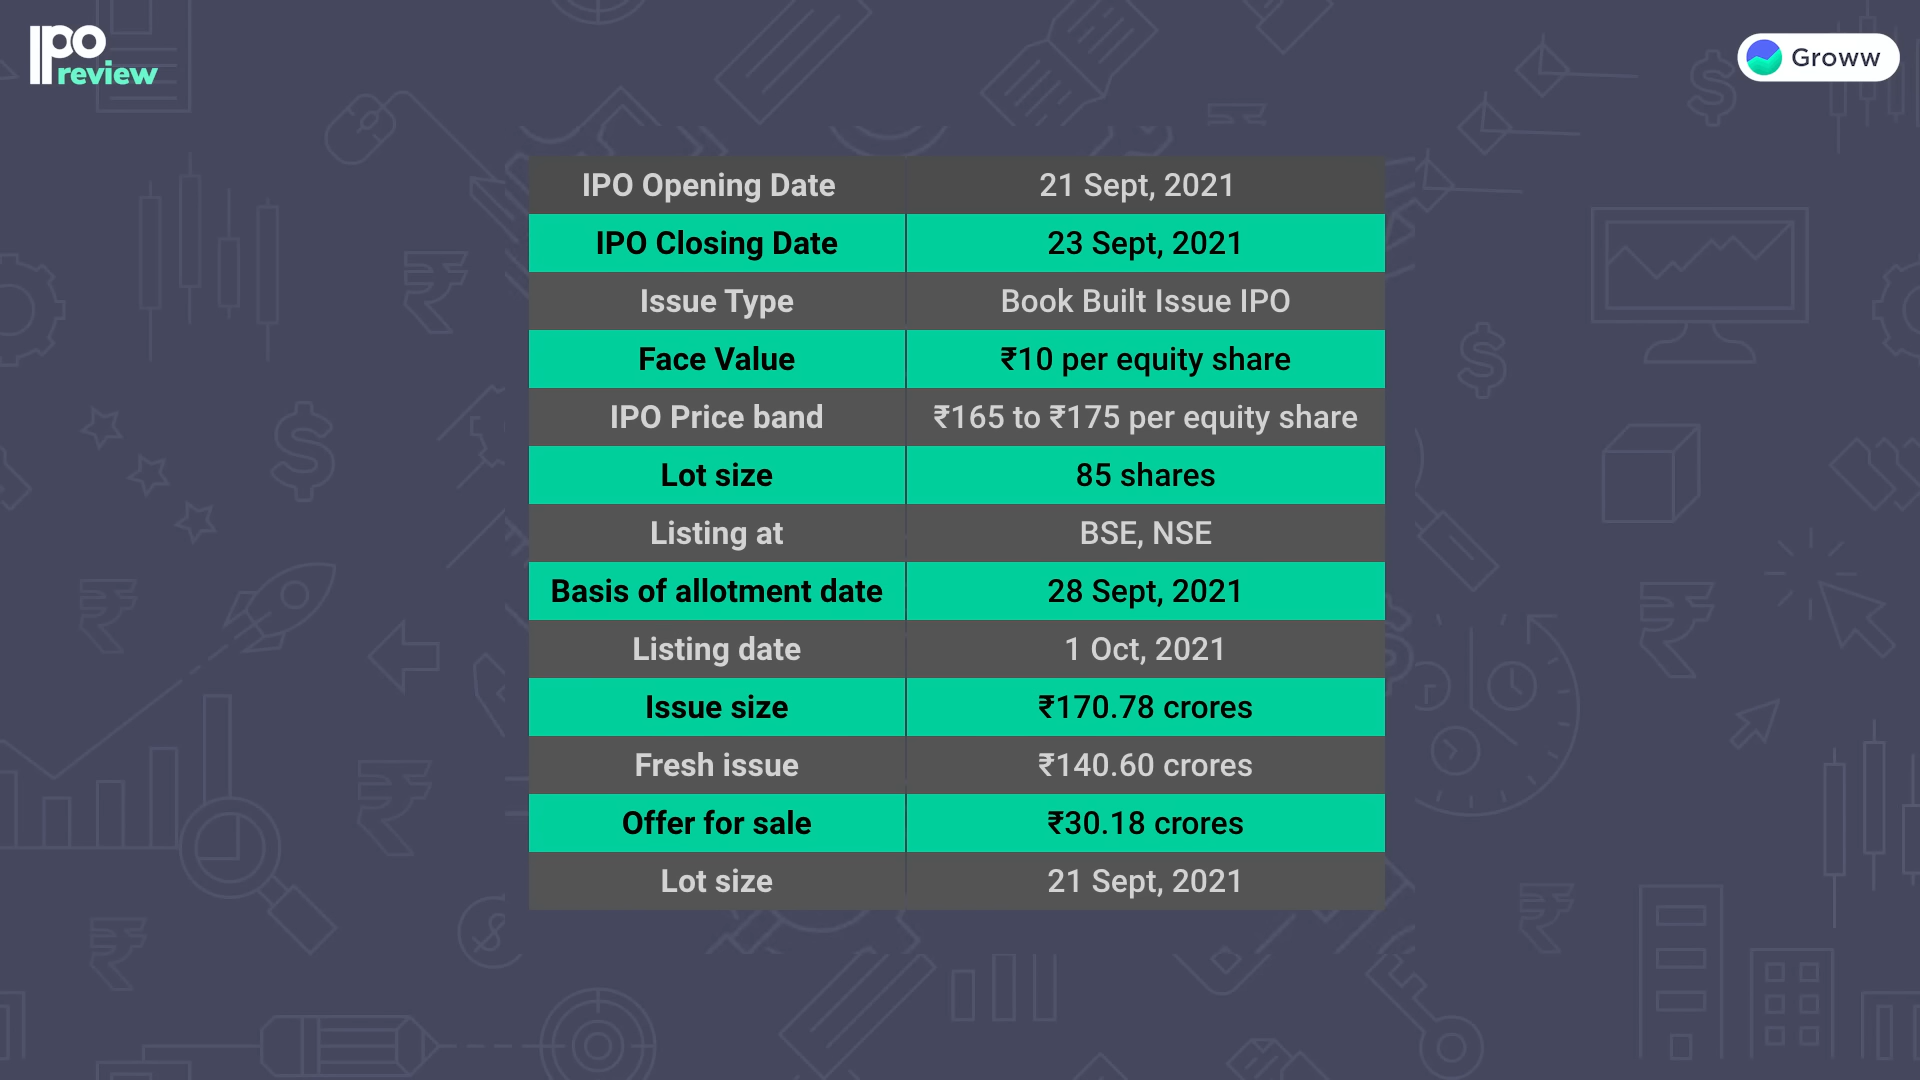 IPO
review
Groww
IPO Opening Date 21 Sept, 2021
IPO Closing Date 23 Sept, 2021
Issue Type Book Built Issue IPO
Face Value ₹10 per equity share
IPO Price band ₹165 to ₹175 per equity share
Lot size 85 shares
Listing at BSE, NSE
Basis of allotment date 28 Sept, 2021
Listing date 1 Oct, 2021
Issue size ₹170.78 crores
Fresh issue ₹140.60 crores
Offer for sale ₹30.18 crores
Lot size 21 Sept, 2021